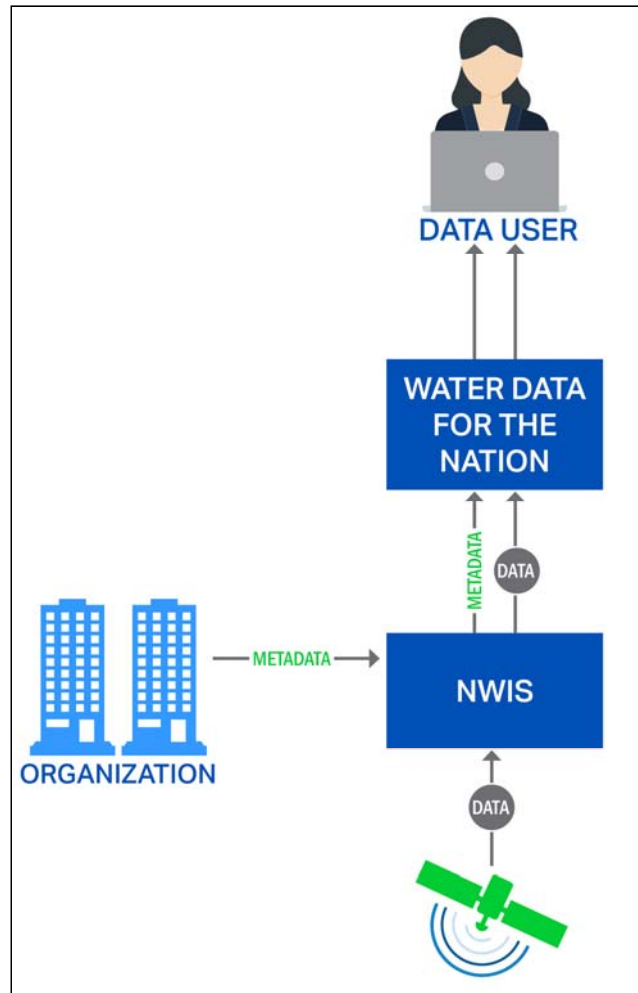 DATA USER
WATER DATA
FOR THE
NATION
METADATA
DATA
METADATA
NWIS
ORGANIZATION
DATA